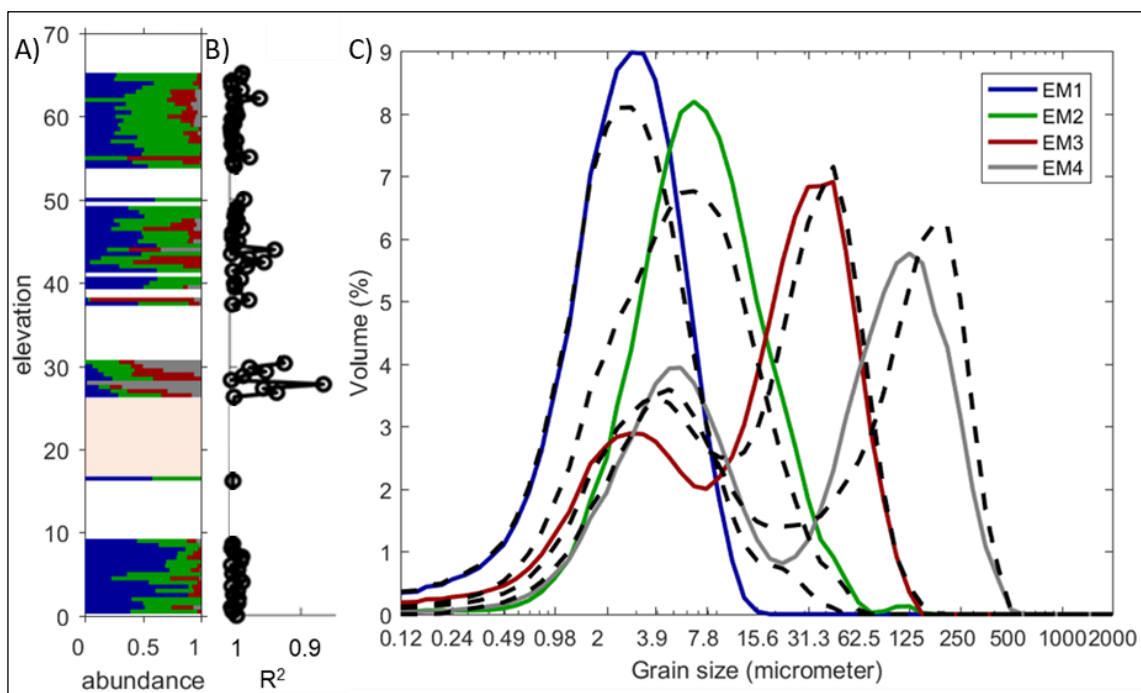 A)
B)
C)
70
60
50
40
30
20
10
0
elevation
0 0.5 1
abundance
1 0.9
R²
9
8
7
6
5
4
3
2
1
0
Volume (%)
EM1
EM2
EM3
EM4
0.12 0.24 0.49 0.98 2 3.9 7.8 15.6 31.3 62.5 125 250 500 1000 2000
Grain size (micrometer)